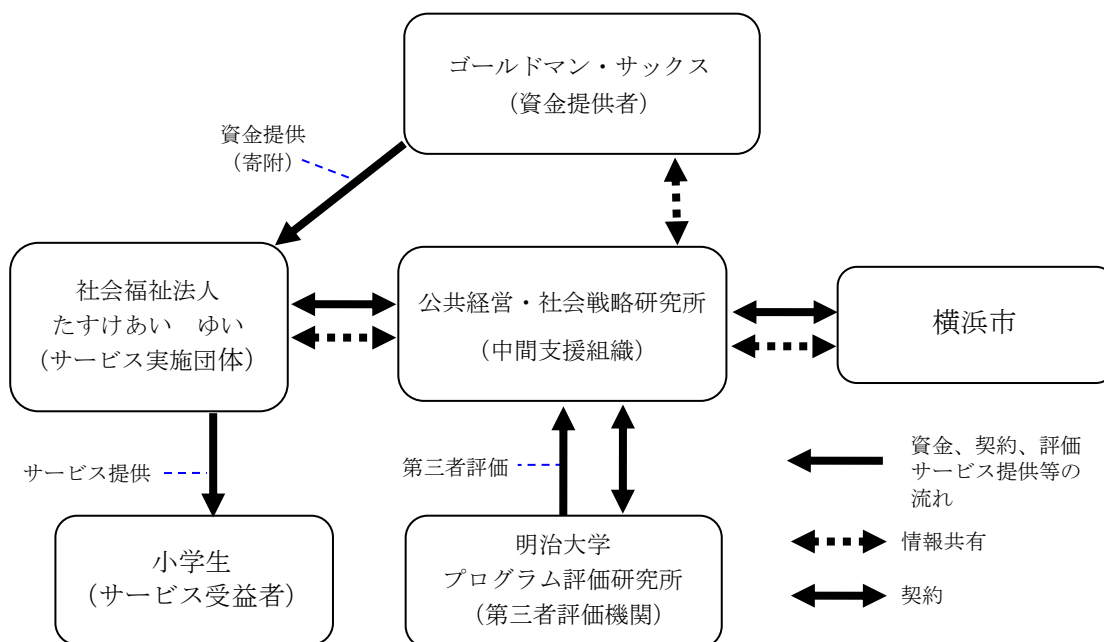 ゴールドマン・サックス
（資金提供者）
資金提供
（寄附）
社会福祉法人
たすけあい　ゆい
（サービス実施団体）
公共経営・社会戦略研究所
（中間支援組織）
横浜市
サービス提供
第三者評価
資金、契約、評価
サービス提供等の
流れ
情報共有
契約
小学生
（サービス受益者）
明治大学
プログラム評価研究所
（第三者評価機関）